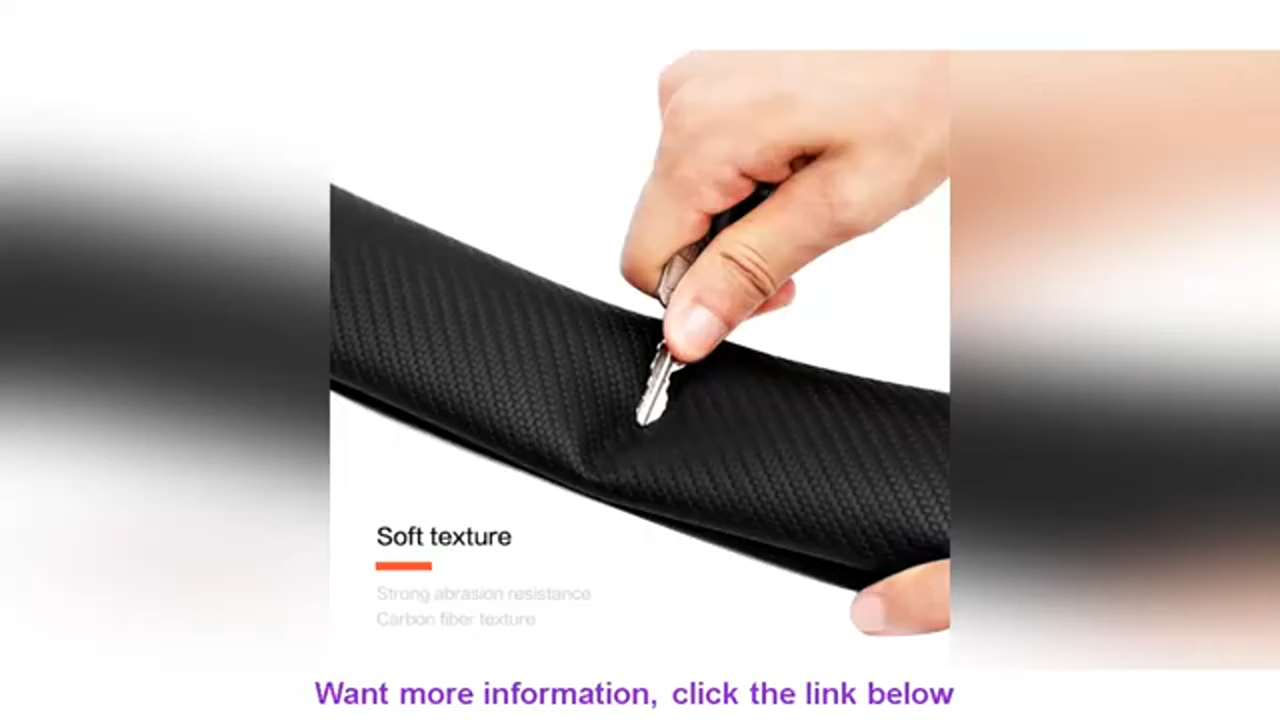 Soft texture
Strong abrasion resistance
Carbon fiber texture
Want more information, click the link below